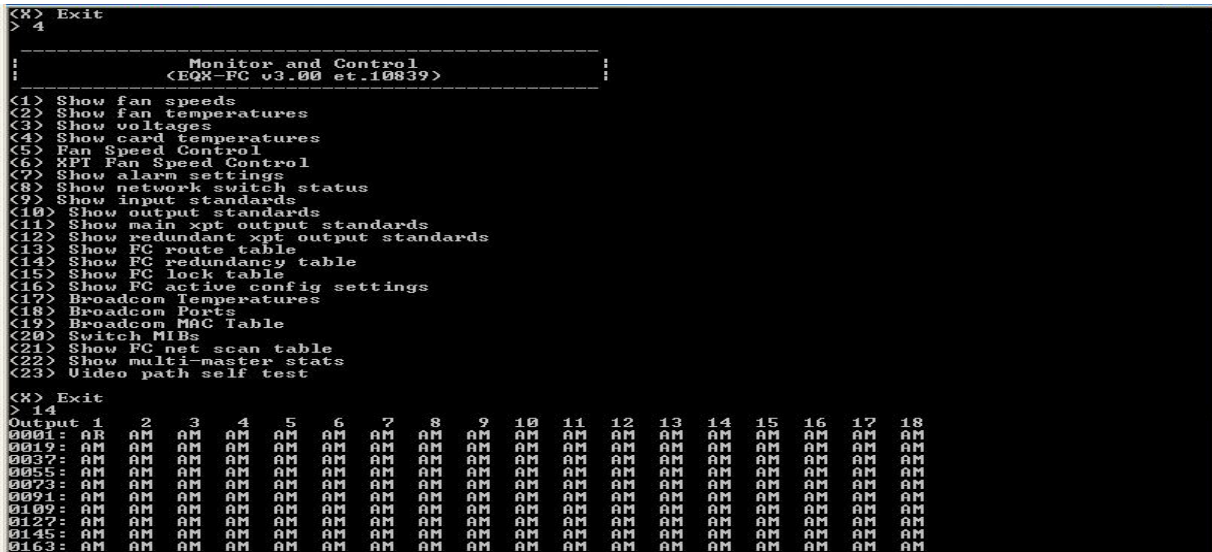 <X> Exit
> 4
Monitor and Control
(EQX-FC v3.00 et.10839)
<1> Show fan speeds
<2> Show fan temperatures
<3> Show voltages
<4> Show card temperatures
<5> Fan Speed Control
<6> XPT Fan Speed Control
<7> Show alarm settings
<8> Show network switch status
<9> Show input standards
<10> Show output standards
<11> Show main xpt output standards
<12> Show redundant xpt output standards
<13> Show FC route table
<14> Show FC redundancy table
<15> Show FC lock table
<16> Show FC active config settings
<17> Broadcom Temperatures
<18> Broadcom Ports
<19> Broadcom MAC Table
<20> Switch MIBs
<21> Show FC net scan table
<22> Show multi-master stats
<23> Video path self test
<X> Exit
> 14
Output 1 2 3 4 5 6 7 8 9 10 11 12 13 14 15 16 17 18
0001: AR AM AM AM AM AM AM AM AM AM AM AM AM AM AM AM AM AM
0019: AM AM AM AM AM AM AM AM AM AM AM AM AM AM AM AM AM AM
0037: AM AM AM AM AM AM AM AM AM AM AM AM AM AM AM AM AM AM
0055: AM AM AM AM AM AM AM AM AM AM AM AM AM AM AM AM AM AM
0073: AM AM AM AM AM AM AM AM AM AM AM AM AM AM AM AM AM AM
0091: AM AM AM AM AM AM AM AM AM AM AM AM AM AM AM AM AM AM
0109: AM AM AM AM AM AM AM AM AM AM AM AM AM AM AM AM AM AM
0127: AM AM AM AM AM AM AM AM AM AM AM AM AM AM AM AM AM AM
0145: AM AM AM AM AM AM AM AM AM AM AM AM AM AM AM AM AM AM
0163: AM AM AM AM AM AM AM AM AM AM AM AM AM AM AM AM AM AM